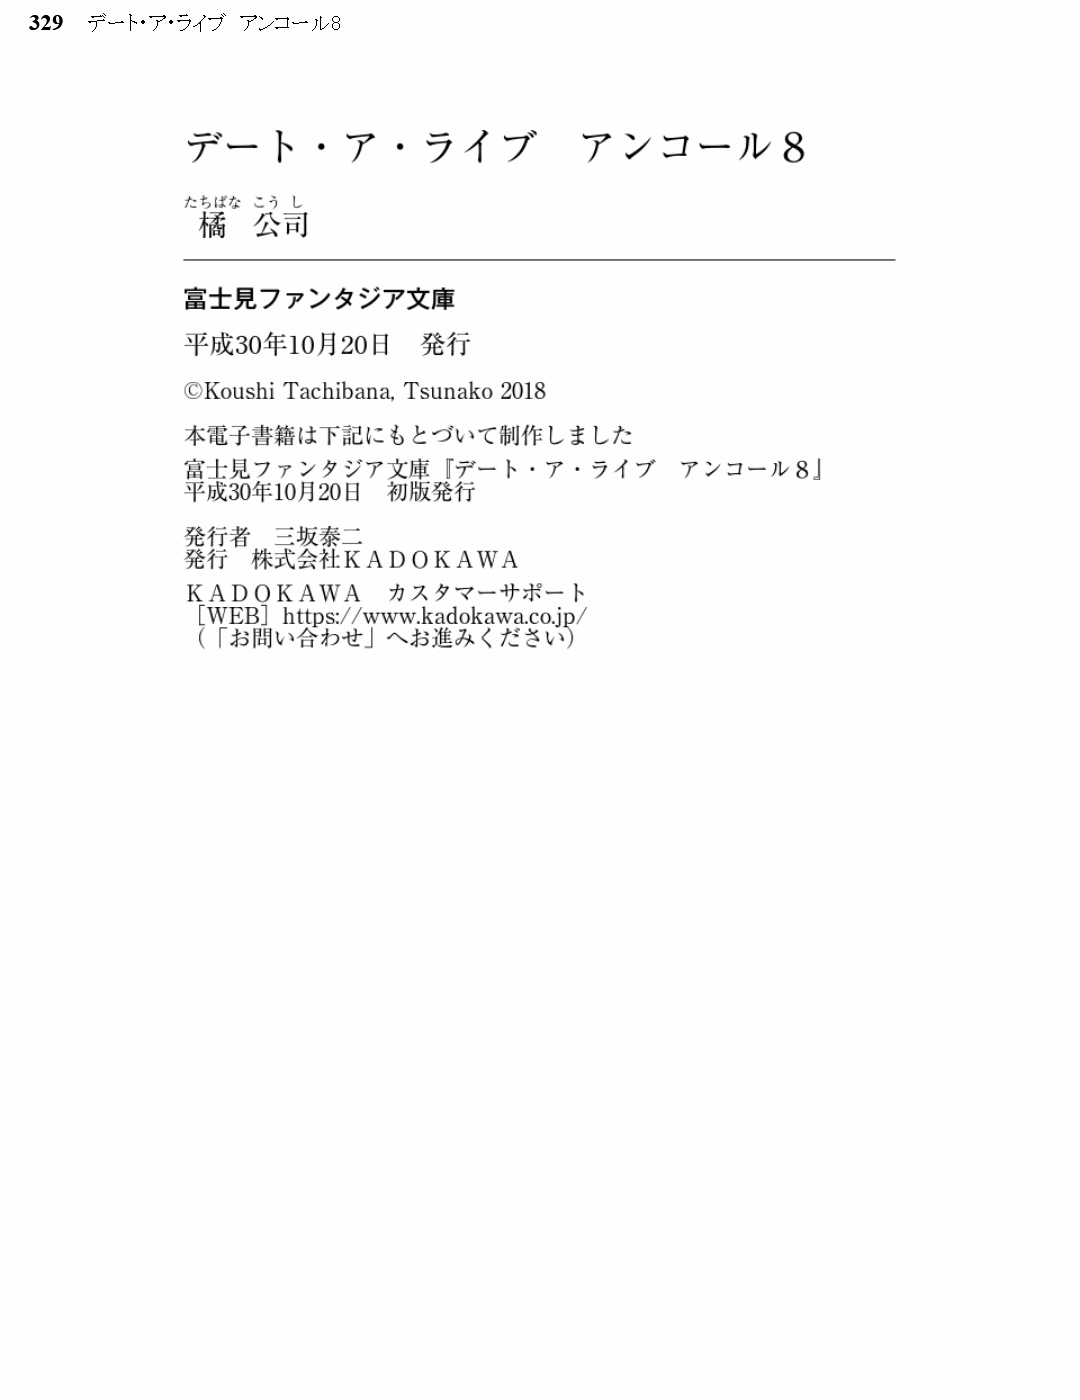 329 デート・ア・ライブ　アンコール8
デート・ア・ライブ　アンコール８
たちばな こう し
橘　公司
富士見ファンタジア文庫
平成30年10月20日　発行
©Koushi Tachibana, Tsunako 2018
本電子書籍は下記にもとづいて制作しました
富士見ファンタジア文庫『デート・ア・ライブ　アンコール８』
平成30年10月20日　初版発行
発行者　三坂泰二
発行　株式会社ＫＡＤＯＫＡＷＡ
ＫＡＤＯＫＡＷＡ　カスタマーサポート
［WEB］https://www.kadokawa.co.jp/
（「お問い合わせ」へお進みください）